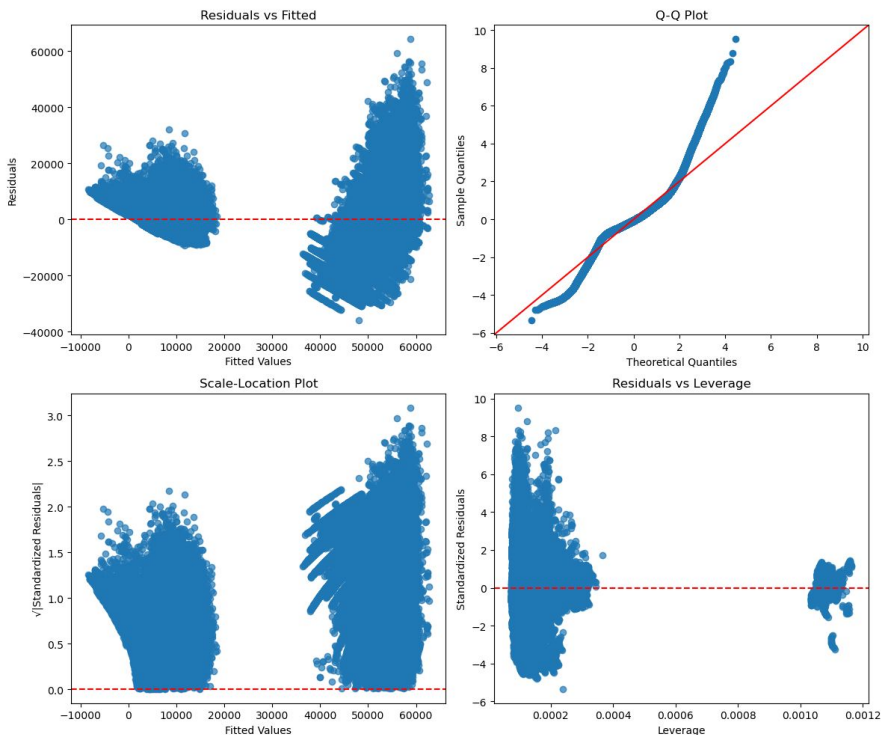 Residuals vs Fitted
Residuals
60000
40000
20000
0
−20000
−40000
−10000 0 10000 20000 30000 40000 50000 60000
Fitted Values
Q-Q Plot
Sample Quantiles
10
8
6
4
2
0
−2
−4
−6
−6 −4 −2 0 2 4 6 8 10
Theoretical Quantiles
Scale-Location Plot
√|Standardized Residuals|
3.0
2.5
2.0
1.5
1.0
0.5
0.0
−10000 0 10000 20000 30000 40000 50000 60000
Fitted Values
Residuals vs Leverage
Standardized Residuals
10
8
6
4
2
0
−2
−4
−6
0.0002 0.0004 0.0006 0.0008 0.0010 0.0012
Leverage